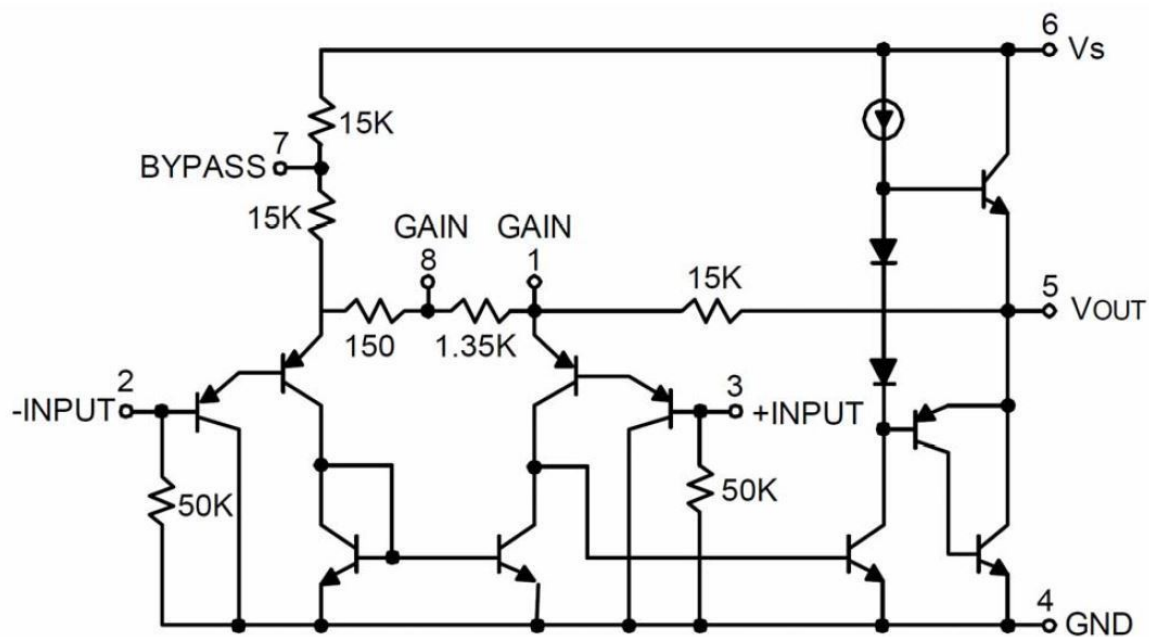 6
Vs
15K
7
BYPASS
15K
GAIN GAIN
8 1
15K
5
VOUT
150 1.35K
2
-INPUT
3
+INPUT
50K
50K
4
GND